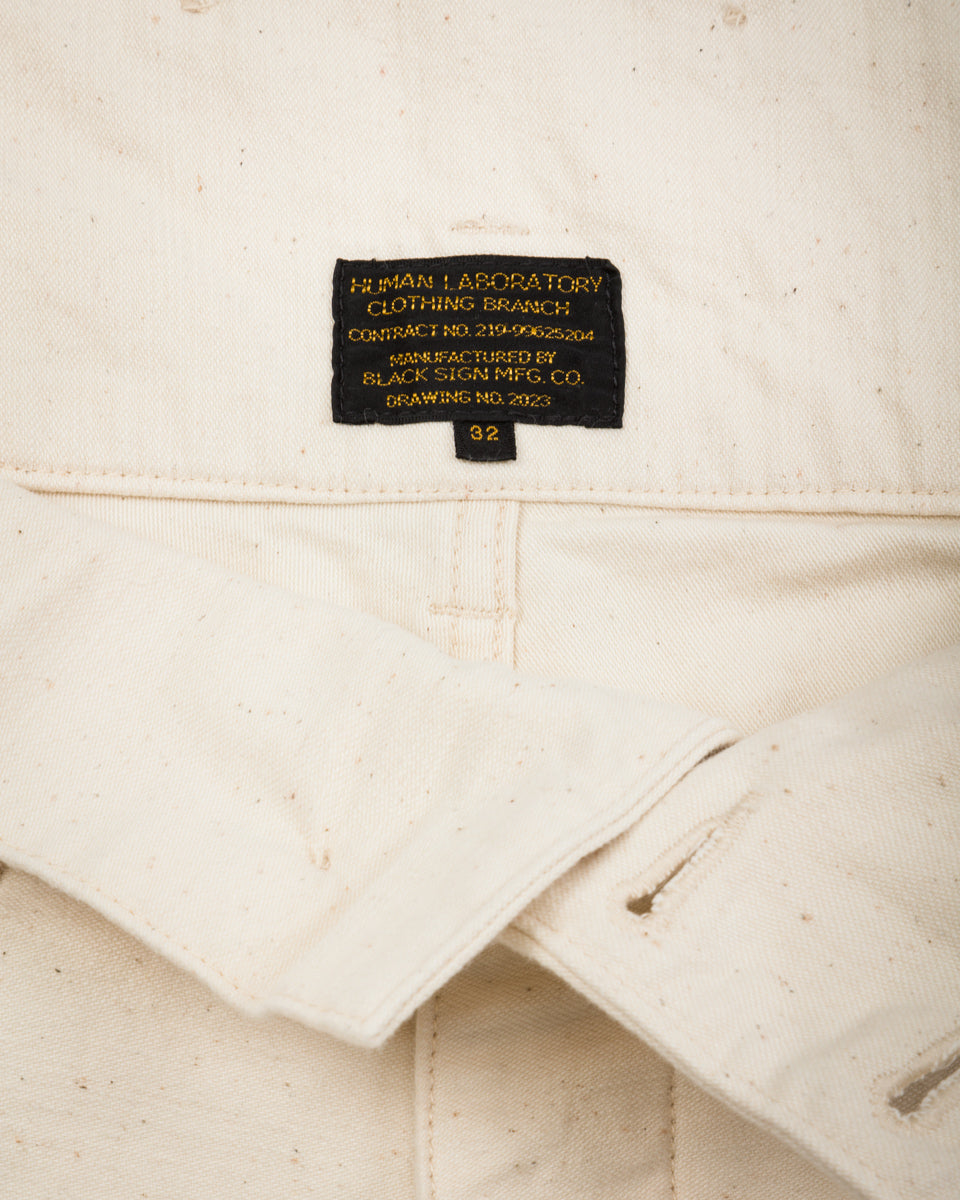 HUMAN LABORATORY
CLOTHING BRANCH
CONTRACT NO. 219-99625204
MANUFACTURED BY
BLACK SIGN MFG. CO.
DRAWING NO. 2023
32